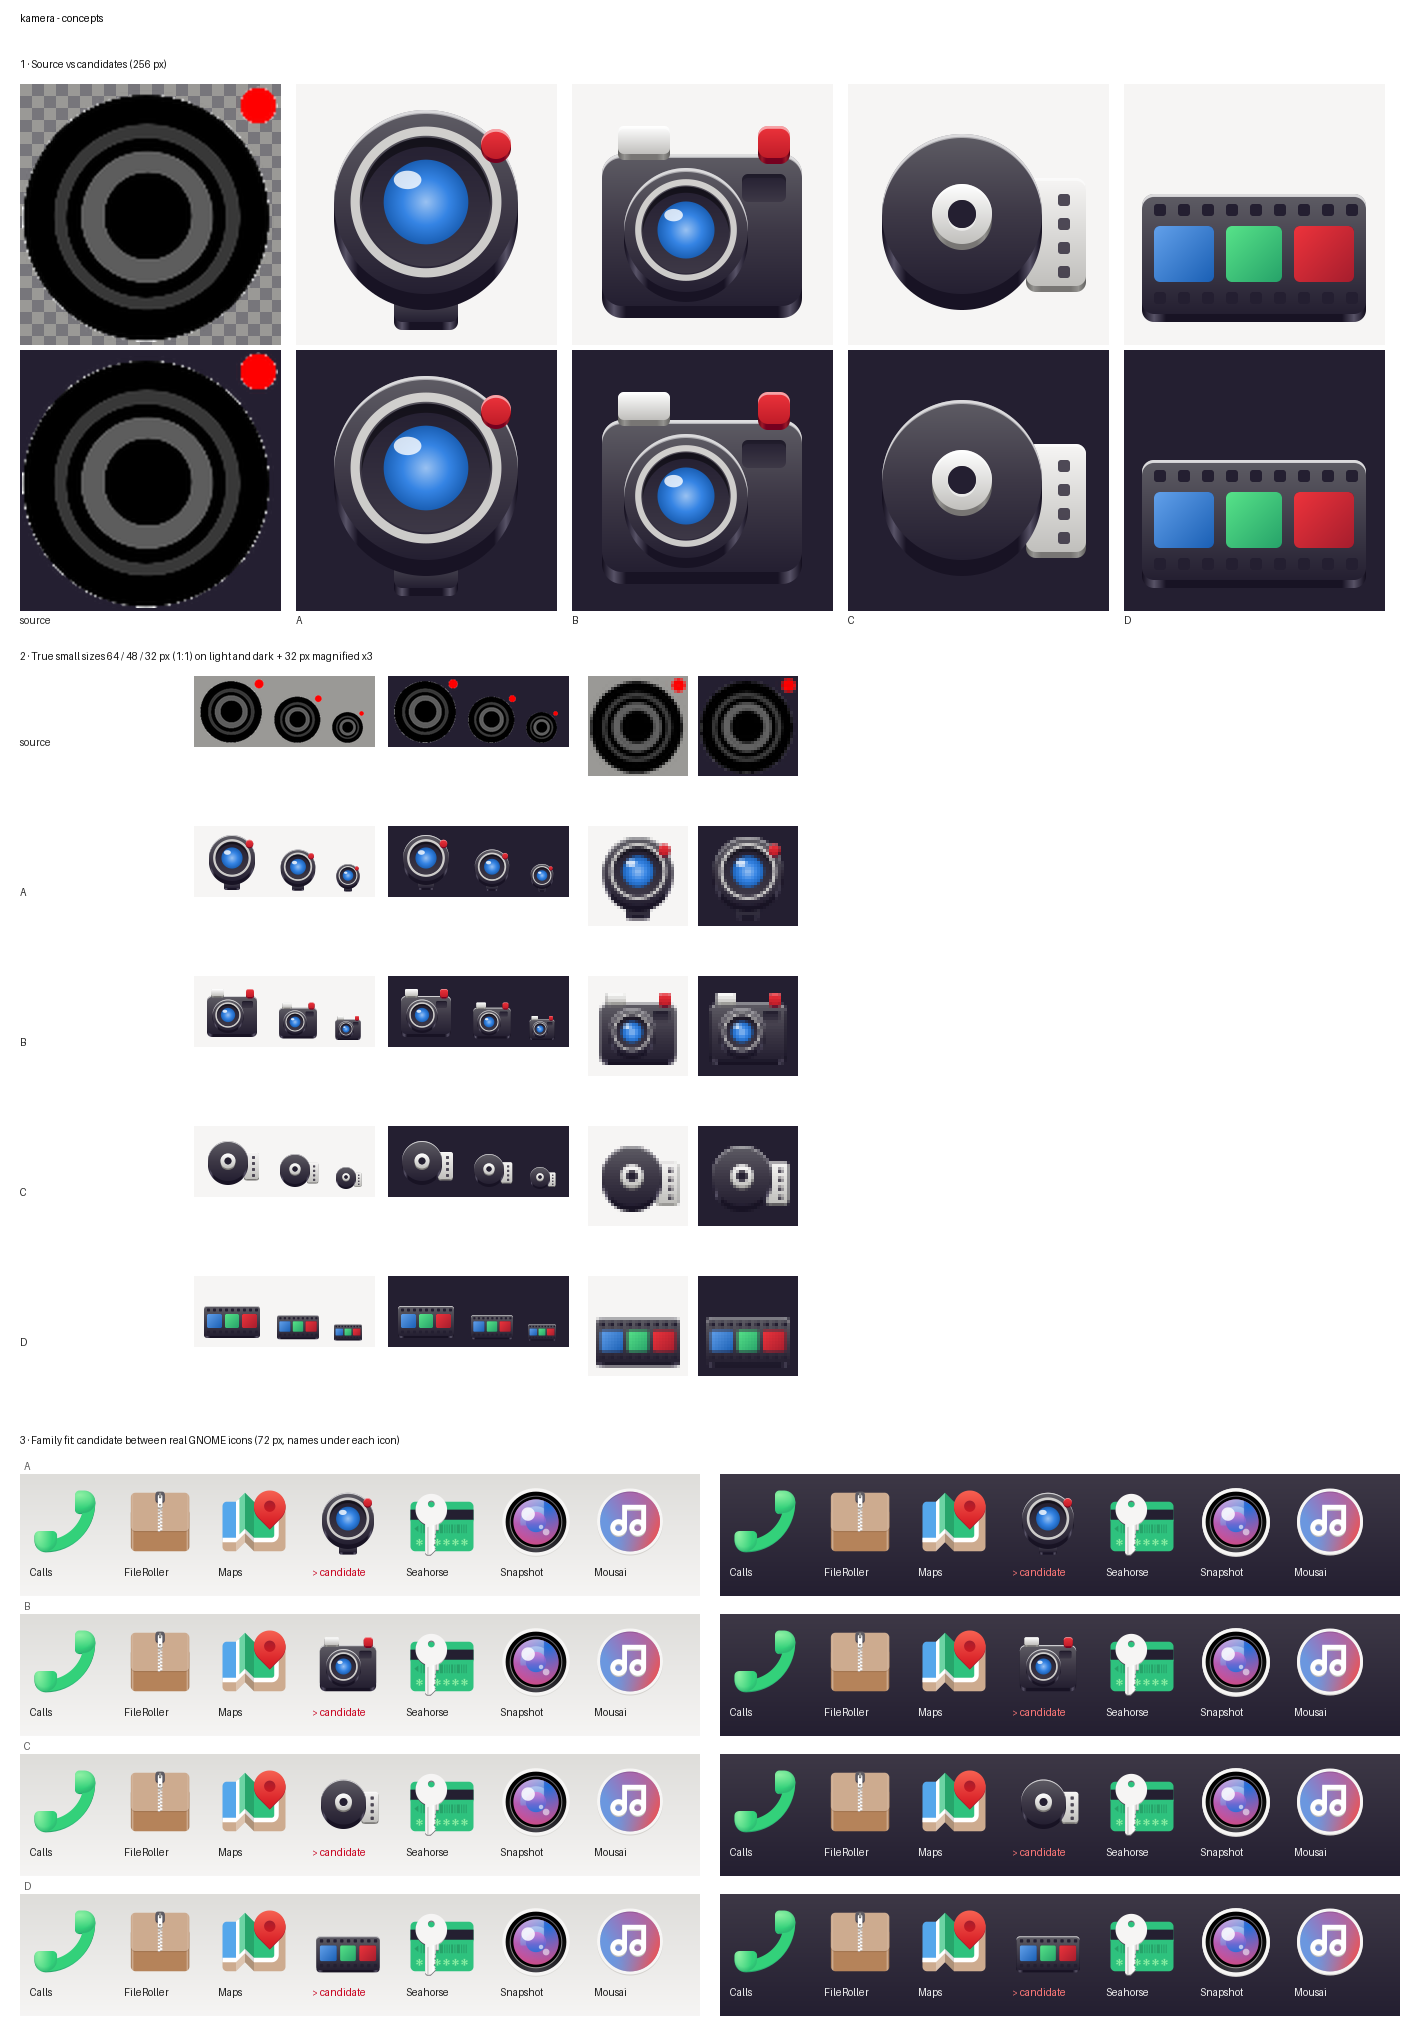 kamera - concepts
1 · Source vs candidates (256 px)
source
A
B
C
D
2 · True small sizes 64 / 48 / 32 px (1:1) on light and dark + 32 px magnified x3
source
A
B
C
D
3 · Family fit: candidate between real GNOME icons (72 px, names under each icon)
A
Calls FileRoller Maps > candidate Seahorse Snapshot Mousai
Calls FileRoller Maps > candidate Seahorse Snapshot Mousai
B
Calls FileRoller Maps > candidate Seahorse Snapshot Mousai
Calls FileRoller Maps > candidate Seahorse Snapshot Mousai
C
Calls FileRoller Maps > candidate Seahorse Snapshot Mousai
Calls FileRoller Maps > candidate Seahorse Snapshot Mousai
D
Calls FileRoller Maps > candidate Seahorse Snapshot Mousai
Calls FileRoller Maps > candidate Seahorse Snapshot Mousai